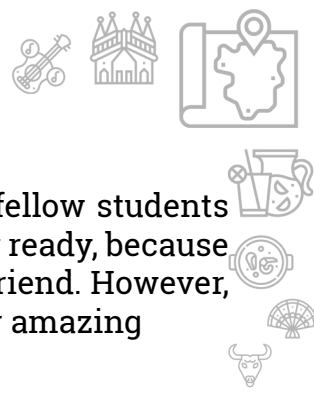 fellow students
ready, because
riend. However,
amazing